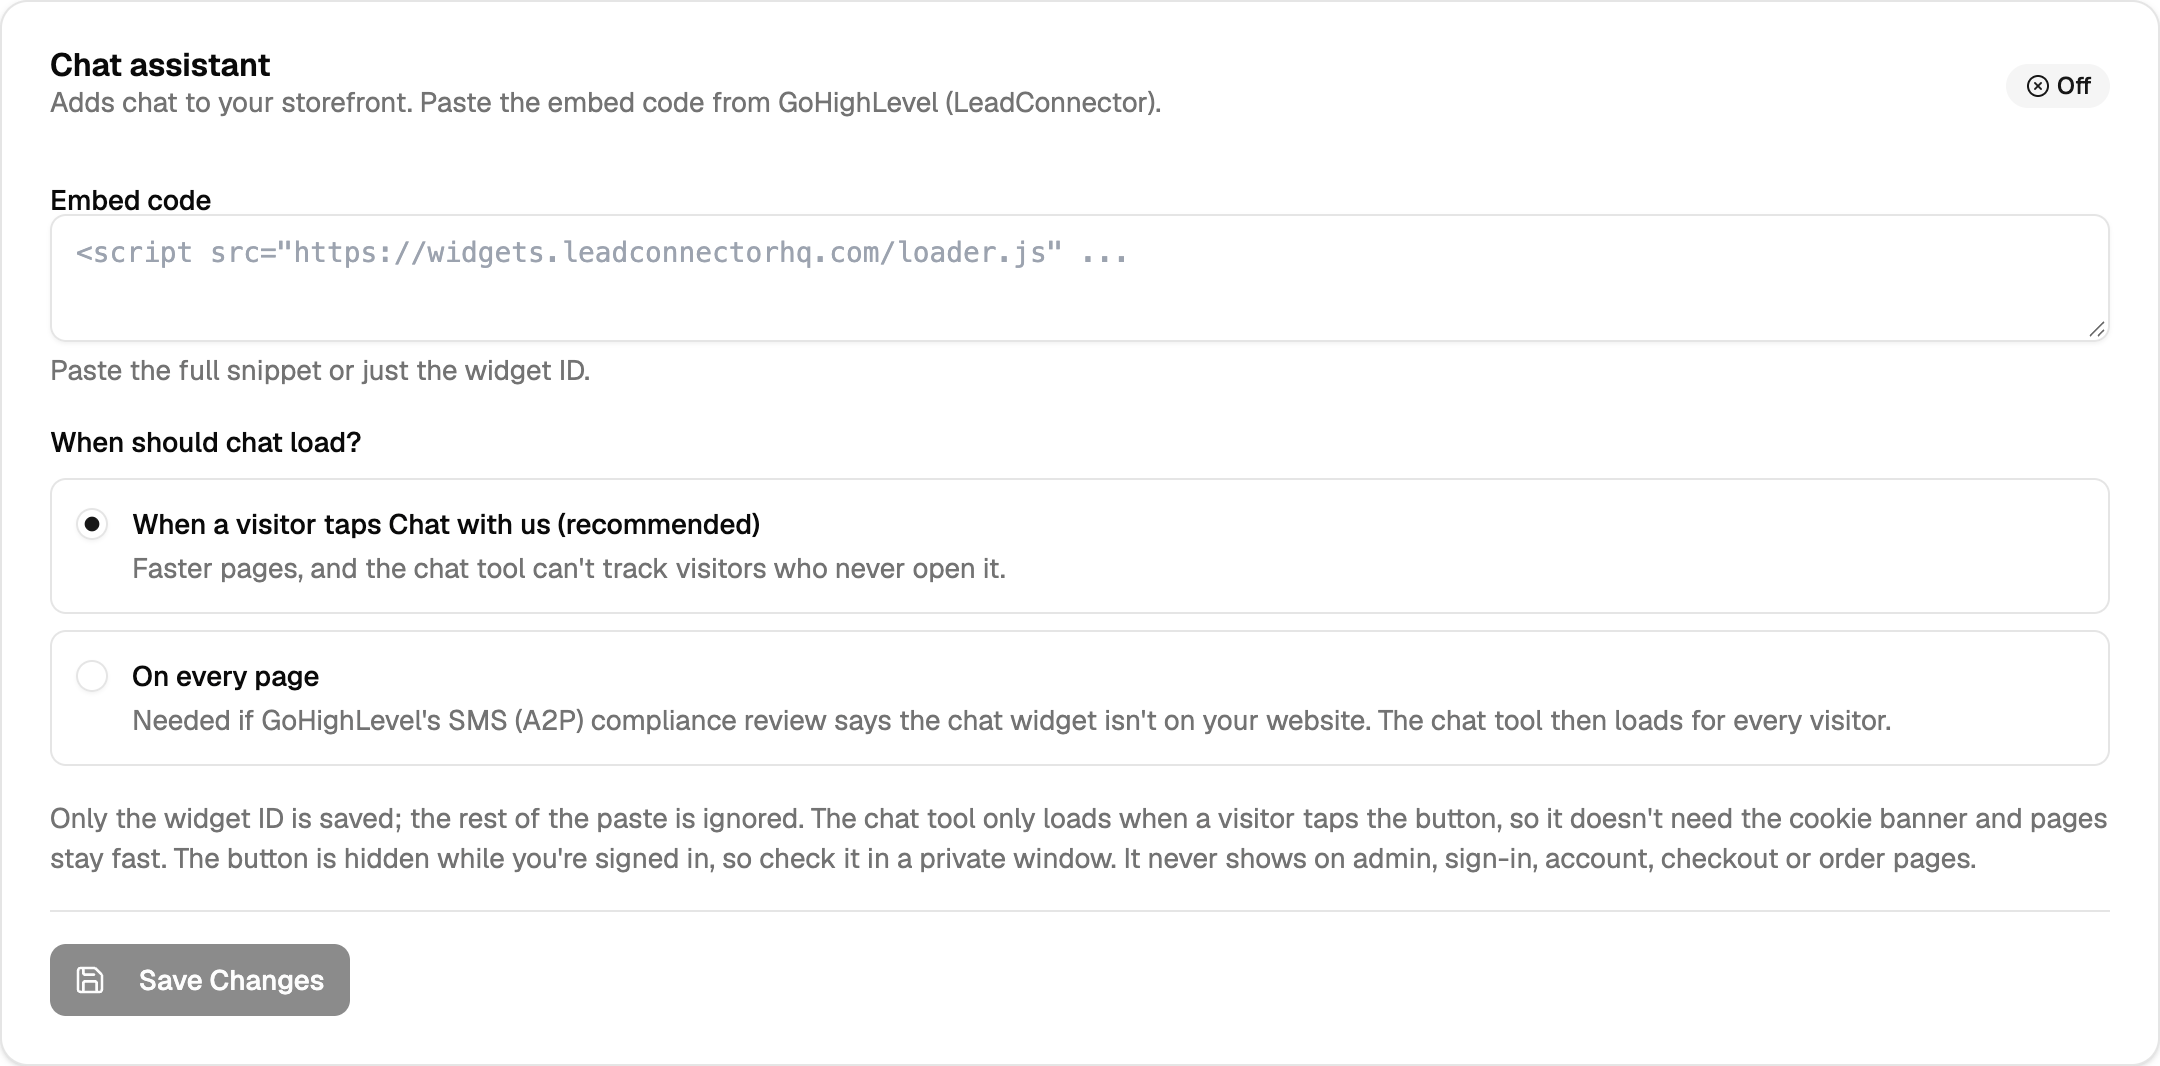 Chat assistant
Adds chat to your storefront. Paste the embed code from GoHighLevel (LeadConnector).
Off
Embed code
<script src="https://widgets.leadconnectorhq.com/loader.js" ...
Paste the full snippet or just the widget ID.
When should chat load?
When a visitor taps Chat with us (recommended)
Faster pages, and the chat tool can't track visitors who never open it.
On every page
Needed if GoHighLevel's SMS (A2P) compliance review says the chat widget isn't on your website. The chat tool then loads for every visitor.
Only the widget ID is saved; the rest of the paste is ignored. The chat tool only loads when a visitor taps the button, so it doesn't need the cookie banner and pages
stay fast. The button is hidden while you're signed in, so check it in a private window. It never shows on admin, sign-in, account, checkout or order pages.
Save Changes